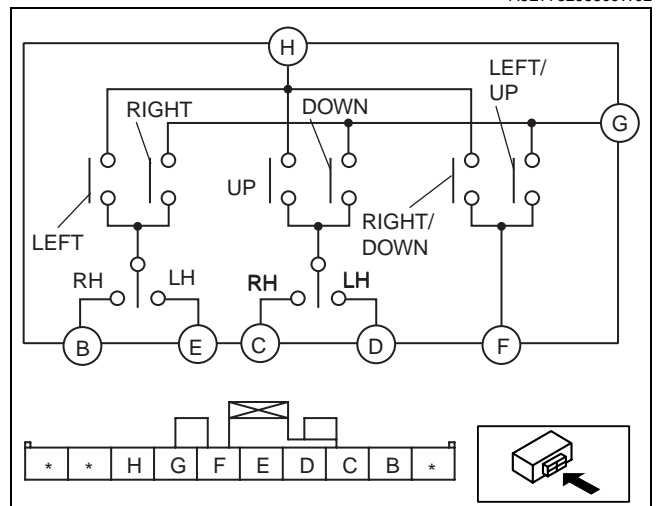 H
LEFT/
UP
RIGHT
DOWN
G
UP
LEFT
RIGHT/
DOWN
RH
LH
RH
LH
B
E
C
D
F
* * H G F E D C B *